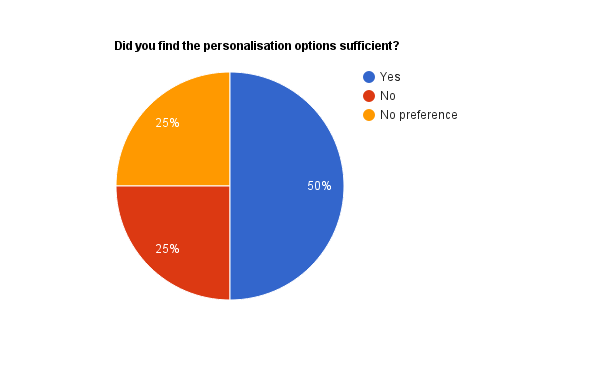 Did you find the personalisation options sufficient?
Yes
No
No preference
25%
50%
25%